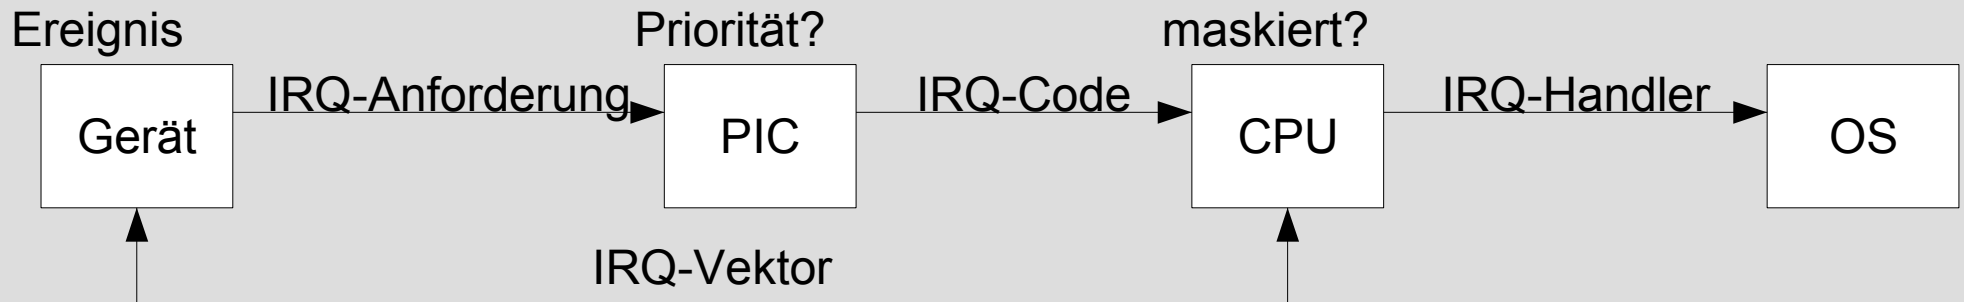 Ereignis
Priorität?
maskiert?
IRQ-Anforderung
IRQ-Code
IRQ-Handler
Gerät
PIC
CPU
OS
IRQ-Vektor